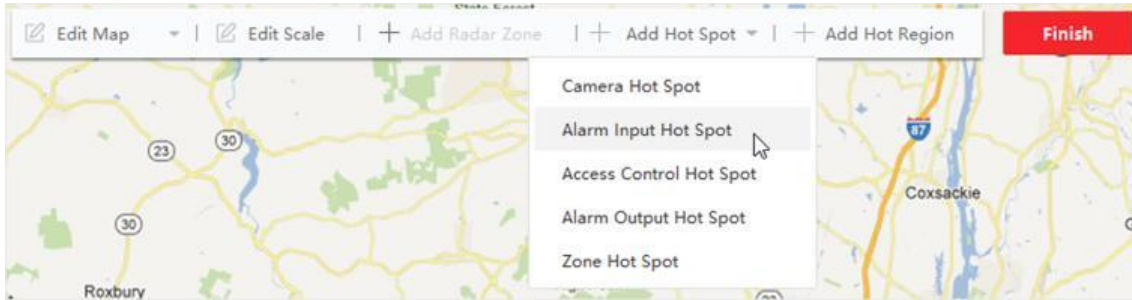 State Forest
Edit Map | Edit Scale | + Add Radar Zone | + Add Hot Spot | + Add Hot Region Finish
Camera Hot Spot
Alarm Input Hot Spot
Access Control Hot Spot
Alarm Output Hot Spot
Zone Hot Spot
23
30
30
87
Coxsackie
Roxbury